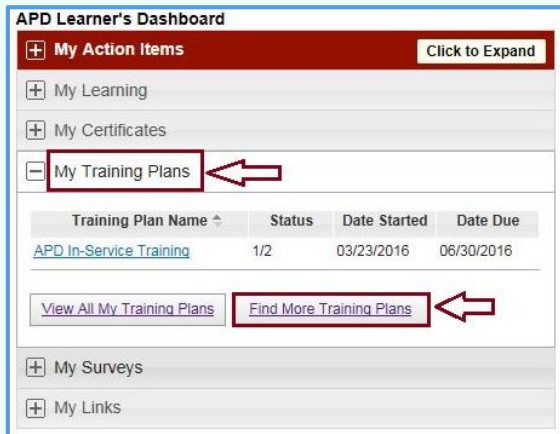 APD Learner's Dashboard
My Action Items Click to Expand
My Learning
My Certificates
My Training Plans
Training Plan Name Status Date Started Date Due
APD In-Service Training 1/2 03/23/2016 06/30/2016
View All My Training Plans Find More Training Plans
My Surveys
My Links